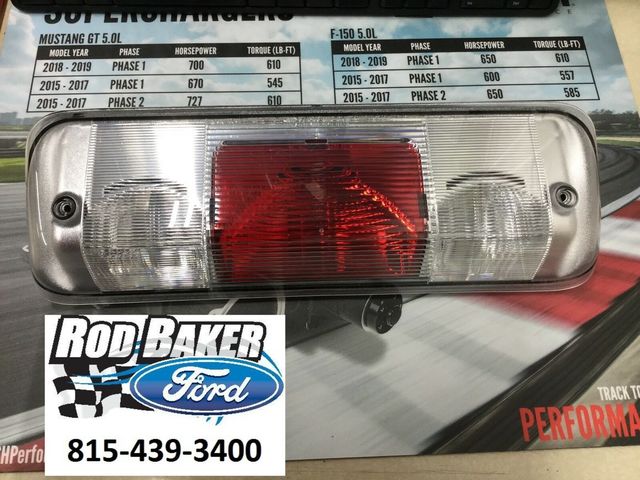 SUPERCHARGERS
MUSTANG GT 5.0L
MODEL YEAR PHASE HORSEPOWER TORQUE (LB-FT)
2018 - 2019 PHASE 1 700 610
2015 - 2017 PHASE 1 670 545
2015 - 2017 PHASE 2 727 610
F-150 5.0L
MODEL YEAR PHASE HORSEPOWER TORQUE (LB-FT)
2018 - 2019 PHASE 1 650 610
2015 - 2017 PHASE 1 600 557
2015 - 2017 PHASE 2 650 585
ROD BAKER
Ford
815-439-3400
TRACK TO
PERFORMA
HPerfor